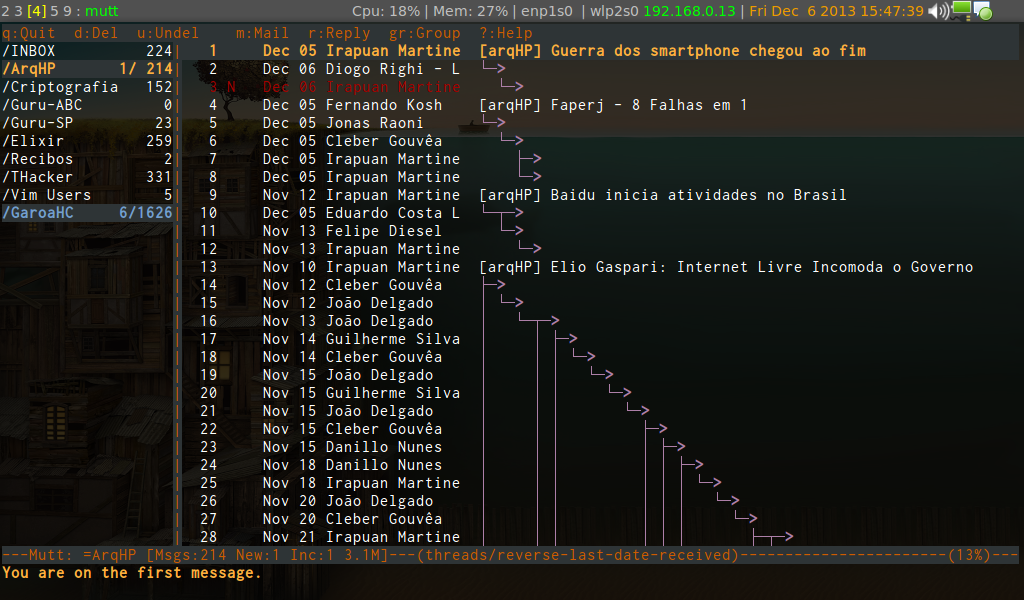 2 3 [4] 5 9 : mutt Cpu: 18% | Mem: 27% | enp1s0 | wlp2s0 192.168.0.13 | Fri Dec 6 2013 15:47:39
q:Quit d:Del u:Undel m:Mail r:Reply gr:Group ?:Help
/INBOX 224 1 Dec 05 Irapuan Martine [arqHP] Guerra dos smartphone chegou ao fim
/ArqHP 1/ 214 2 Dec 06 Diogo Righi - L └─>
/Criptografia 152 3 N Dec 06 Irapuan Martine └─>
/Guru-ABC 0 4 Dec 05 Fernando Kosh [arqHP] Faperj - 8 Falhas em 1
/Guru-SP 23 5 Dec 05 Jonas Raoni └─>
/Elixir 259 6 Dec 05 Cleber Gouvêa └─>
/Recibos 2 7 Dec 05 Irapuan Martine ├─>
/THacker 331 8 Dec 05 Irapuan Martine └─>
/Vim Users 5 9 Nov 12 Irapuan Martine [arqHP] Baidu inicia atividades no Brasil
/GaroaHC 6/1626 10 Dec 05 Eduardo Costa L └─┬─>
11 Nov 13 Felipe Diesel └─>
12 Nov 13 Irapuan Martine └─>
13 Nov 10 Irapuan Martine [arqHP] Elio Gaspari: Internet Livre Incomoda o Governo
14 Nov 12 Cleber Gouvêa ├─>
15 Nov 12 João Delgado └─>
16 Nov 13 João Delgado └─┬─>
17 Nov 14 Guilherme Silva ├─>
18 Nov 14 Cleber Gouvêa └─>
19 Nov 15 João Delgado └─>
20 Nov 15 Guilherme Silva └─>
21 Nov 15 João Delgado └─>
22 Nov 15 Cleber Gouvêa ├─>
23 Nov 15 Danillo Nunes ├─>
24 Nov 18 Danillo Nunes ├─>
25 Nov 18 Irapuan Martine └─>
26 Nov 20 João Delgado └─>
27 Nov 20 Cleber Gouvêa └─>
28 Nov 21 Irapuan Martine ├─┬─>
---Mutt: =ArqHP [Msgs:214 New:1 Inc:1 3.1M]---(threads/reverse-last-date-received)-----------------------(13%)---
You are on the first message.